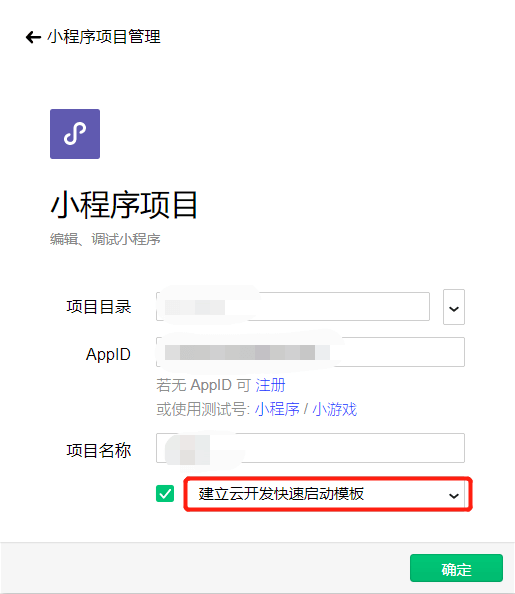 小程序项目管理
小程序项目
编辑、调试小程序
项目目录
AppID
若无 AppID 可 注册
或使用测试号: 小程序 / 小游戏
项目名称
建立云开发快速启动模板
确定